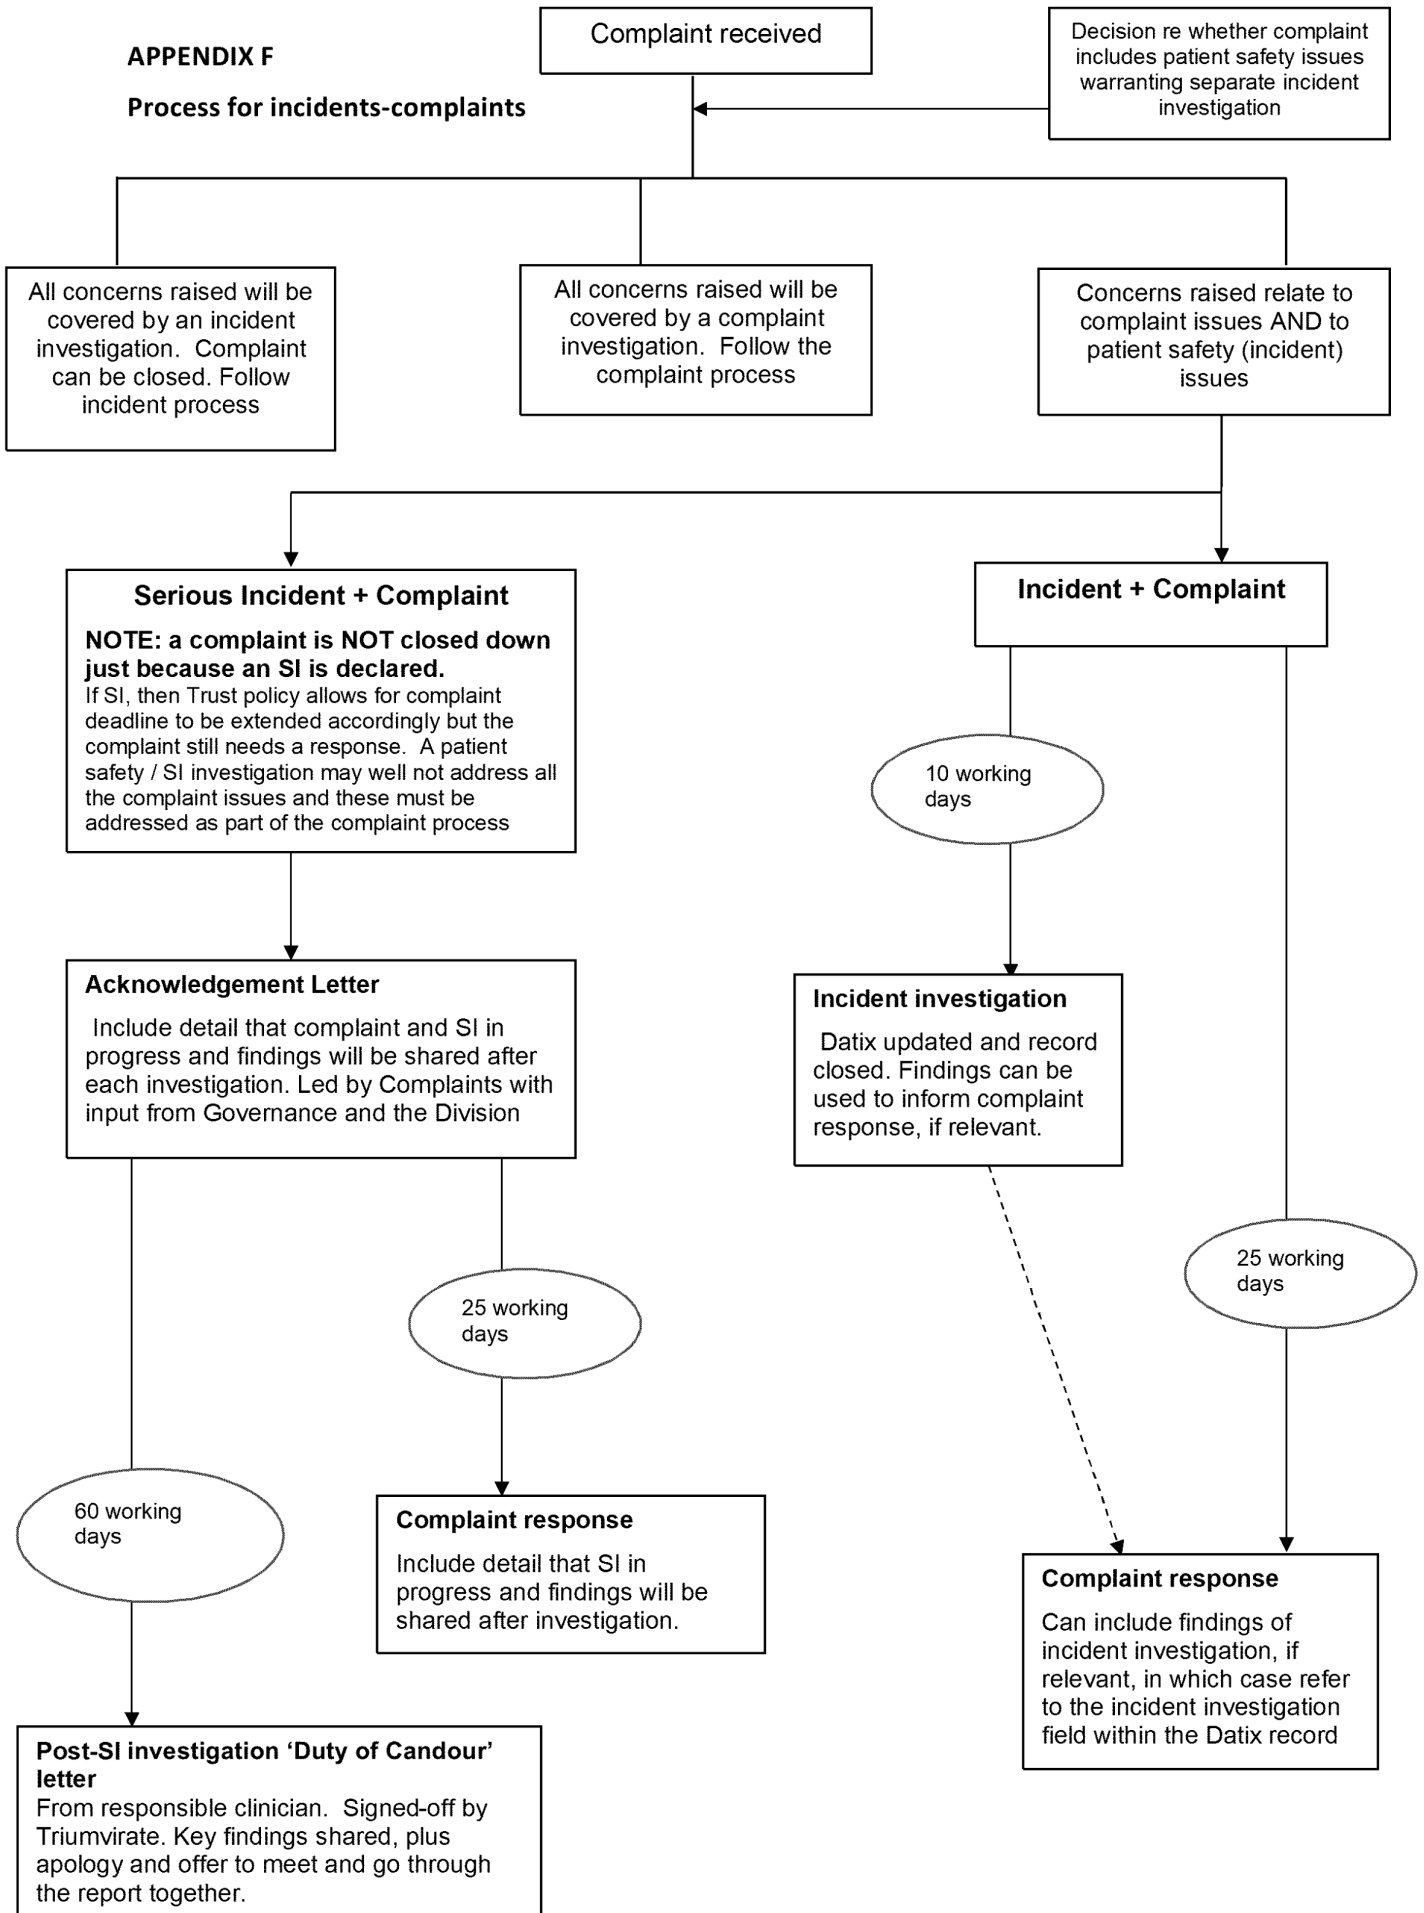 APPENDIX F
Process for incidents-complaints
Complaint received
Decision re whether complaint
includes patient safety issues
warranting separate incident
investigation
All concerns raised will be
covered by an incident
investigation.  Complaint
can be closed. Follow
incident process
All concerns raised will be
covered by a complaint
investigation.  Follow the
complaint process
Concerns raised relate to
complaint issues AND to
patient safety (incident)
issues
Serious Incident + Complaint
NOTE: a complaint is NOT closed down
just because an SI is declared.
If SI, then Trust policy allows for complaint
deadline to be extended accordingly but the
complaint still needs a response.  A patient
safety / SI investigation may well not address all
the complaint issues and these must be
addressed as part of the complaint process
Incident + Complaint
10 working
days
Acknowledgement Letter
Include detail that complaint and SI in
progress and findings will be shared after
each investigation. Led by Complaints with
input from Governance and the Division
Incident investigation
Datix updated and record
closed. Findings can be
used to inform complaint
response, if relevant.
25 working
days
25 working
days
60 working
days
Complaint response
Include detail that SI in
progress and findings will be
shared after investigation.
Complaint response
Can include findings of
incident investigation, if
relevant, in which case refer
to the incident investigation
field within the Datix record
Post-SI investigation ‘Duty of Candour’
letter
From responsible clinician.  Signed-off by
Triumvirate. Key findings shared, plus
apology and offer to meet and go through
the report together.